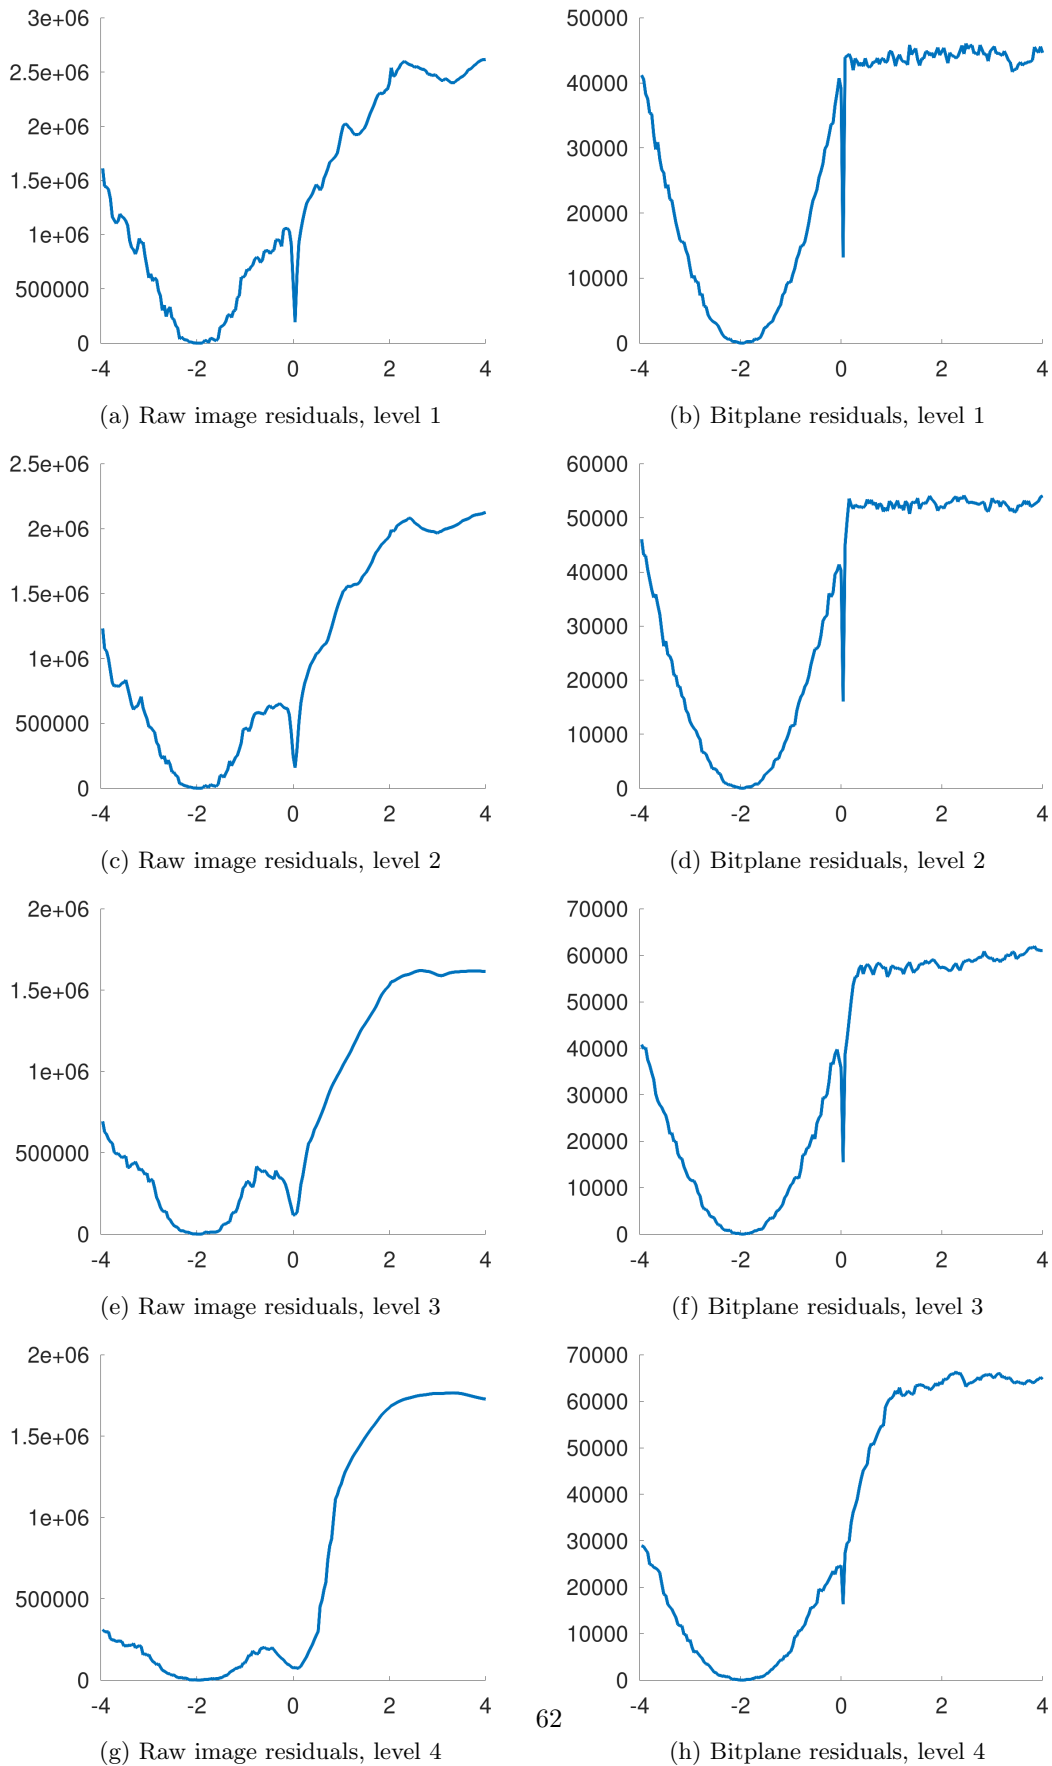 3e+06
2.5e+06
2e+06
1.5e+06
1e+06
500000
0
-4 -2 0 2 4
(a) Raw image residuals, level 1
50000
40000
30000
20000
10000
0
-4 -2 0 2 4
(b) Bitplane residuals, level 1
2.5e+06
2e+06
1.5e+06
1e+06
500000
0
-4 -2 0 2 4
(c) Raw image residuals, level 2
60000
50000
40000
30000
20000
10000
0
-4 -2 0 2 4
(d) Bitplane residuals, level 2
2e+06
1.5e+06
1e+06
500000
0
-4 -2 0 2 4
(e) Raw image residuals, level 3
70000
60000
50000
40000
30000
20000
10000
0
-4 -2 0 2 4
(f) Bitplane residuals, level 3
2e+06
1.5e+06
1e+06
500000
0
-4 -2 0 2 4
(g) Raw image residuals, level 4
70000
60000
50000
40000
30000
20000
10000
0
-4 -2 0 2 4
(h) Bitplane residuals, level 4
62